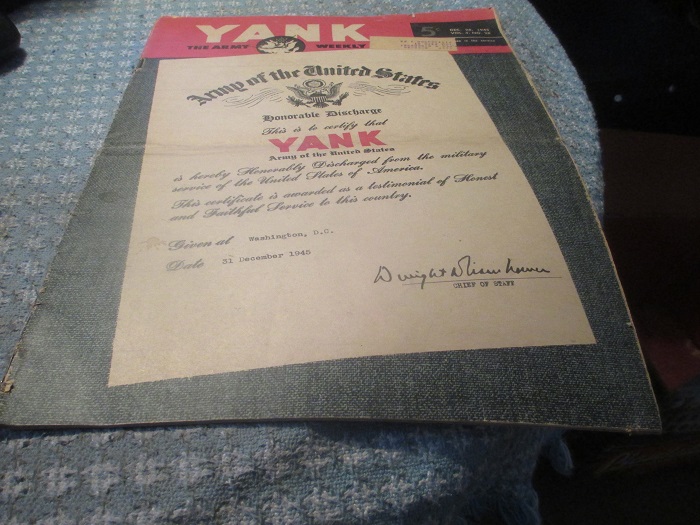 YANK
THE ARMY WEEKLY
5¢
DEC. 28, 1945
Army of the United States
Honorable Discharge
This is to certify that
YANK
Army of the United States
is hereby Honorably Discharged from the military
service of the United States of America.
This certificate is awarded as a testimonial of Honest
and Faithful Service to this country.
Given at Washington, D.C.
Date 31 December 1945
Dwight D Eisenhower
CHIEF OF STAFF